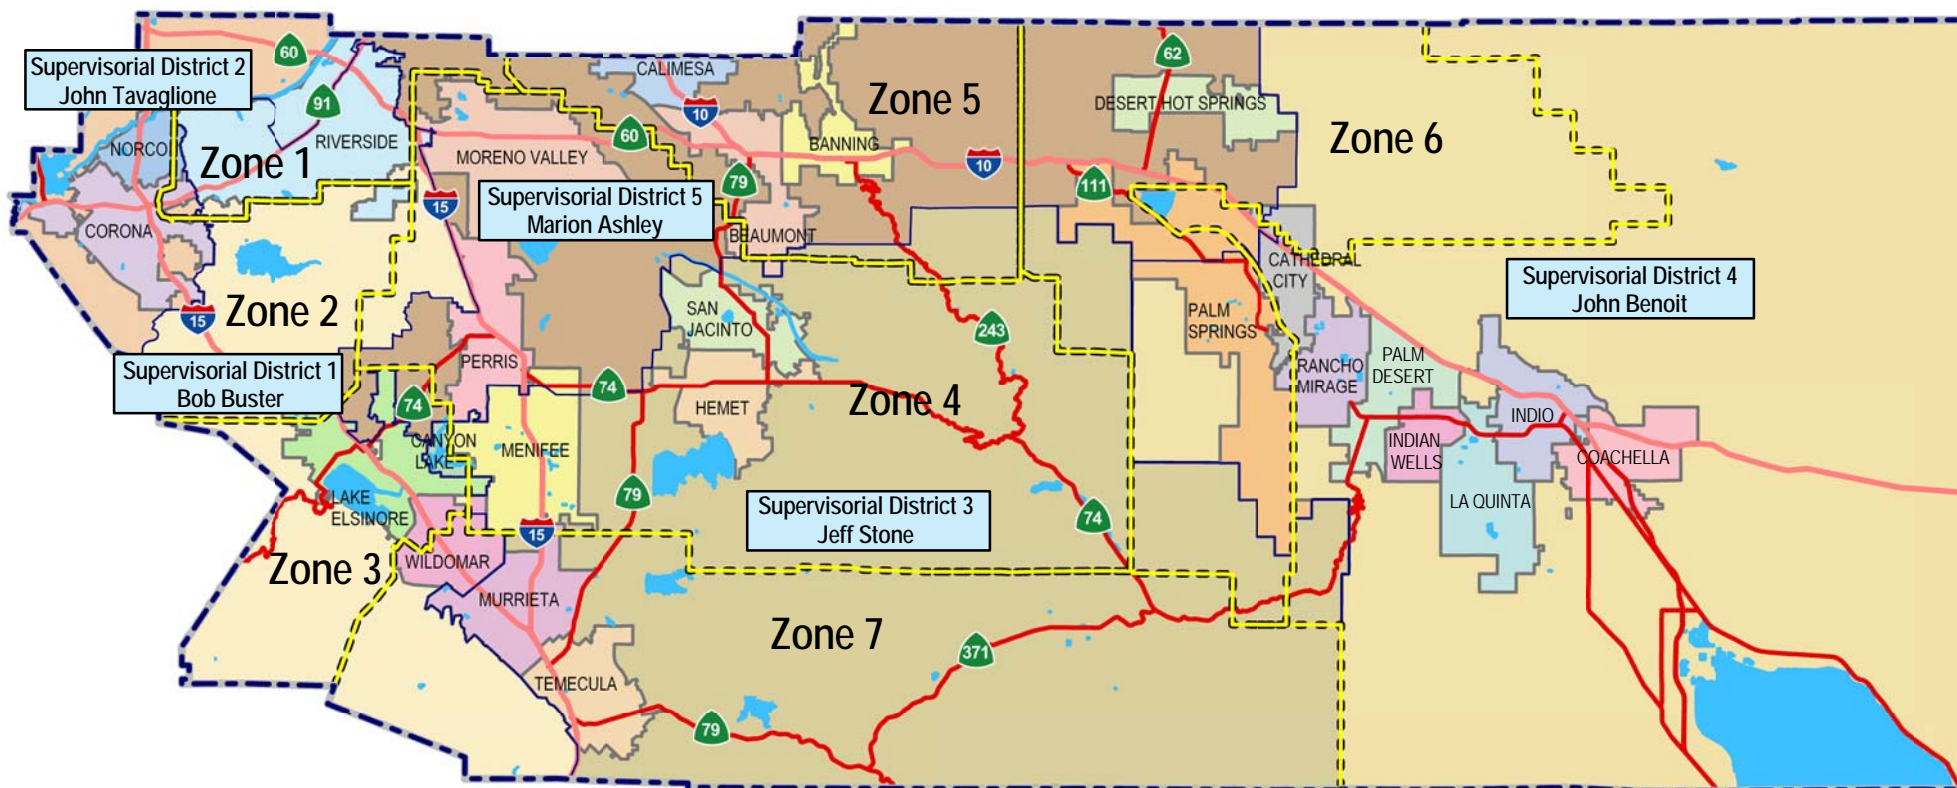 Supervisorial District 2
John Tavaglione
60
91
NORCO
Zone 1
RIVERSIDE
CORONA
15
Zone 2
15
MORENO VALLEY
Supervisorial District 5
Marion Ashley
60
CALIMESA
10
79
BEAUMONT
BANNING
Zone 5
10
62
DESERT HOT SPRINGS
111
Zone 6
CATHEDRAL
CITY
Supervisorial District 4
John Benoit
Supervisorial District 1
Bob Buster
PERRIS
74
74
SAN
JACINTO
HEMET
243
Zone 4
PALM
SPRINGS
RANCHO
MIRAGE
PALM
DESERT
INDIAN
WELLS
INDIO
COACHELLA
LA QUINTA
CANYON
LAKE
MENIFEE
LAKE
ELSINORE
79
15
Supervisorial District 3
Jeff Stone
74
Zone 3
WILDOMAR
MURRIETA
Zone 7
371
TEMECULA
79